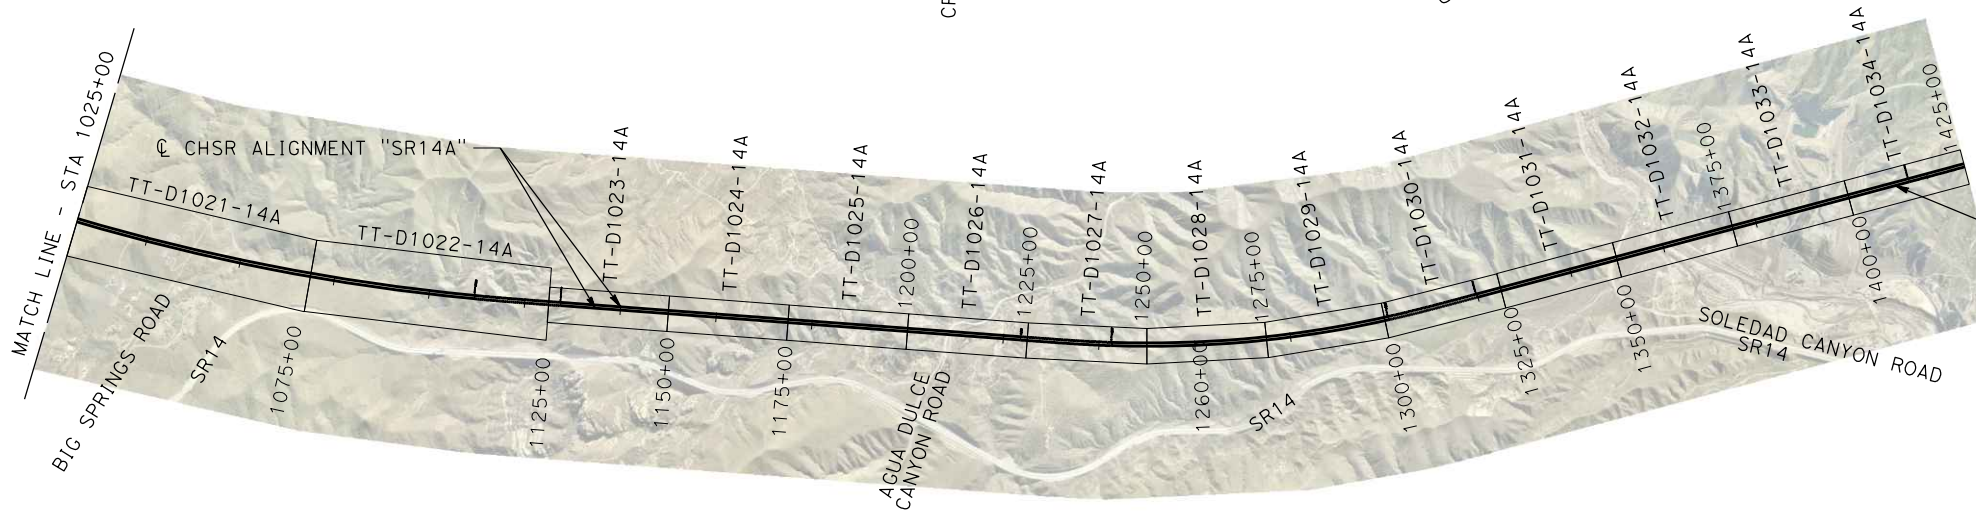 MATCH LINE - STA 1025+00
℄ CHSR ALIGNMENT "SR14A"
TT-D1021-14A
TT-D1022-14A
TT-D1023-14A
TT-D1024-14A
TT-D1025-14A
1200+00
TT-D1026-14A
1225+00
TT-D1027-14A
1250+00
TT-D1028-14A
1275+00
TT-D1029-14A
TT-D1030-14A
TT-D1031-14A
TT-D1032-14A
1375+00
TT-D1033-14A
TT-D1034-14A
1425+00
BIG SPRINGS ROAD
SR14
1075+00
1125+00
1150+00
1175+00
AGUA DULCE
CANYON ROAD
1260+00
SR14
1300+00
1325+00
1350+00
SOLEDAD CANYON ROAD
SR14
1400+00